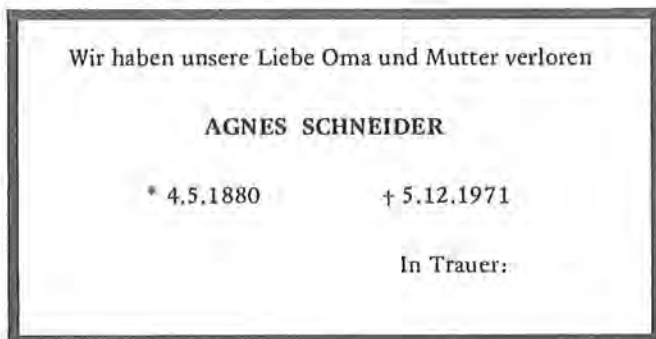 Wir haben unsere Liebe Oma und Mutter verloren
AGNES SCHNEIDER
* 4.5.1880 † 5.12.1971
In Trauer: